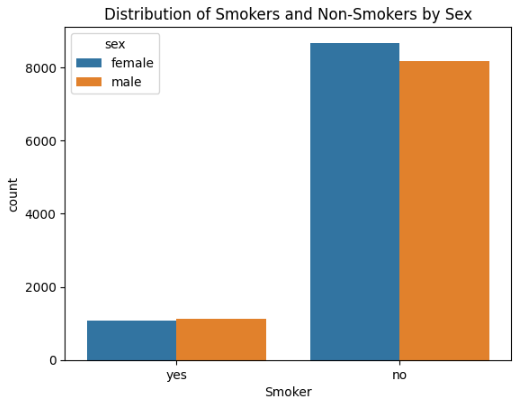 Distribution of Smokers and Non-Smokers by Sex
sex
female
male
8000
6000
4000
2000
0
count
yes
no
Smoker